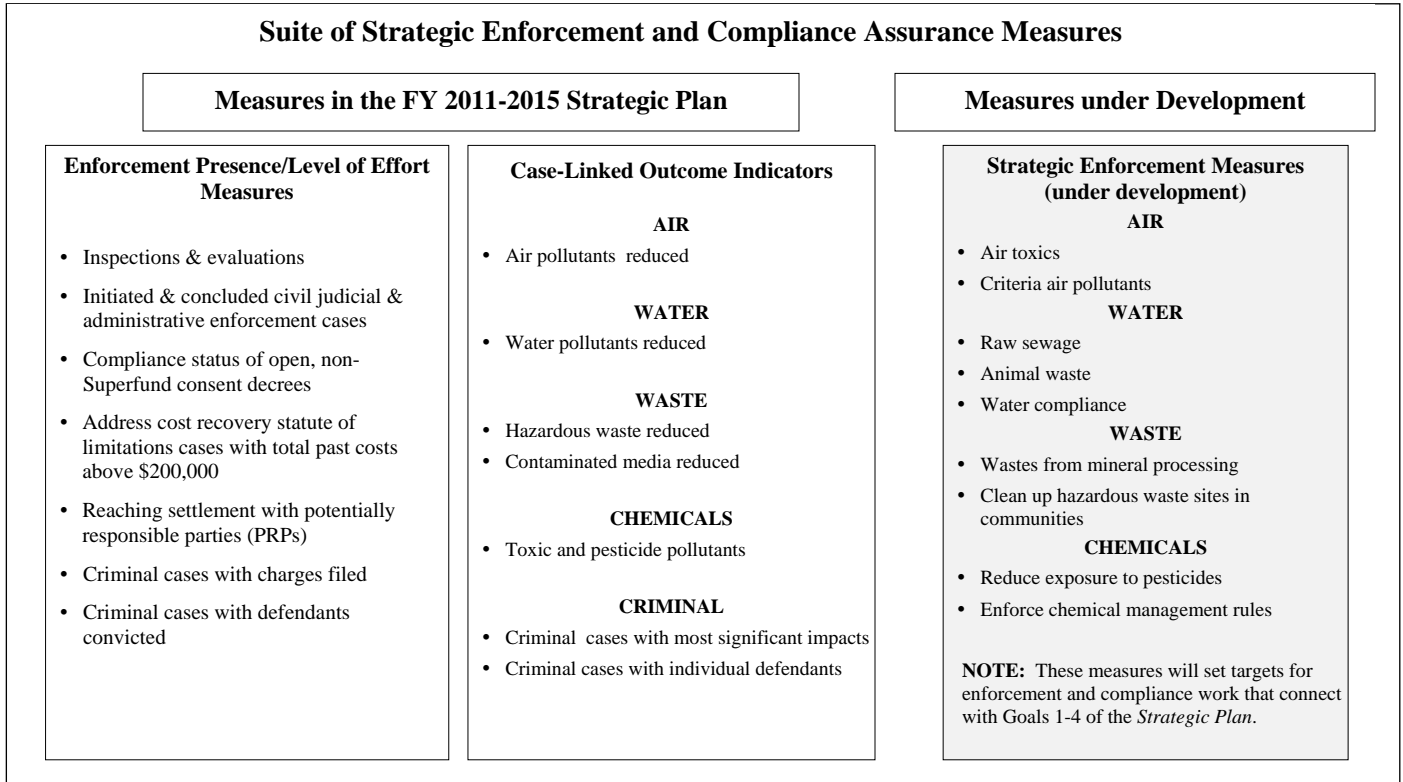 Suite of Strategic Enforcement and Compliance Assurance Measures
Measures in the FY 2011-2015 Strategic Plan
Measures under Development
Enforcement Presence/Level of Effort
Measures
• Inspections & evaluations
• Initiated & concluded civil judicial &
administrative enforcement cases
• Compliance status of open, non-
Superfund consent decrees
• Address cost recovery statute of
limitations cases with total past costs
above $200,000
• Reaching settlement with potentially
responsible parties (PRPs)
• Criminal cases with charges filed
• Criminal cases with defendants
convicted
Case-Linked Outcome Indicators
AIR
• Air pollutants reduced
WATER
• Water pollutants reduced
WASTE
• Hazardous waste reduced
• Contaminated media reduced
CHEMICALS
• Toxic and pesticide pollutants
CRIMINAL
• Criminal cases with most significant impacts
• Criminal cases with individual defendants
Strategic Enforcement Measures
(under development)
AIR
• Air toxics
• Criteria air pollutants
WATER
• Raw sewage
• Animal waste
• Water compliance
WASTE
• Wastes from mineral processing
• Clean up hazardous waste sites in
communities
CHEMICALS
• Reduce exposure to pesticides
• Enforce chemical management rules
NOTE: These measures will set targets for
enforcement and compliance work that connect
with Goals 1-4 of the Strategic Plan.